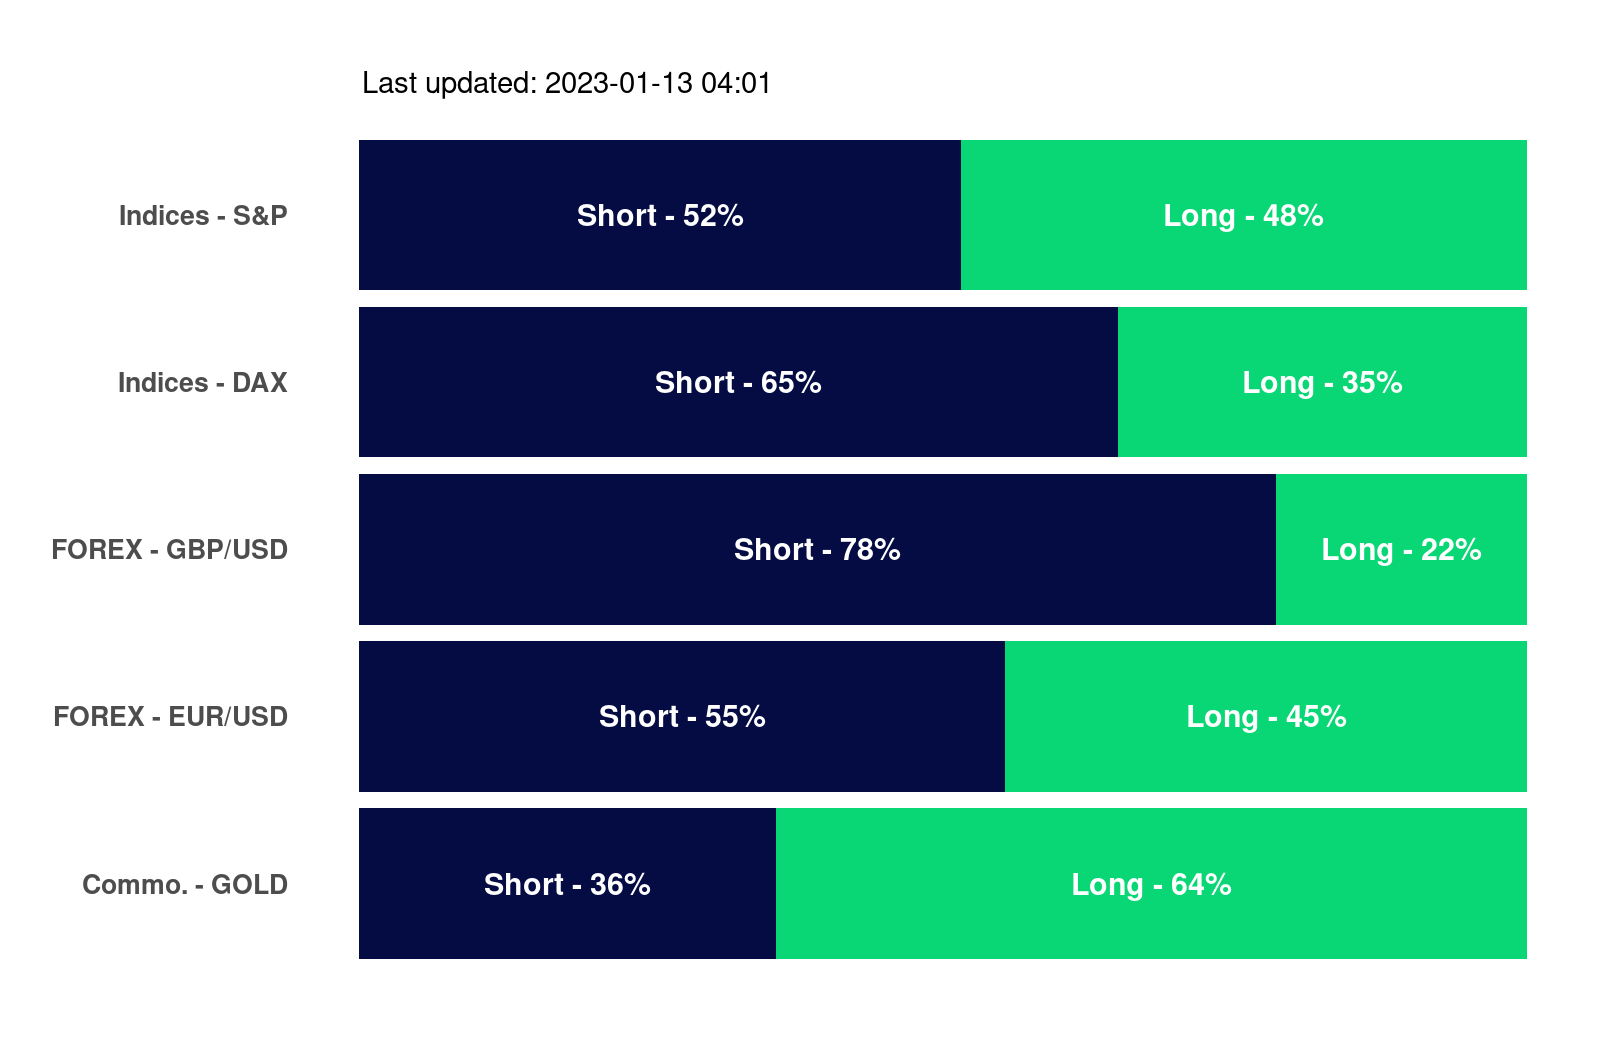 Last updated: 2023-01-13 04:01
Indices - S&P Short - 52% Long - 48%
Indices - DAX Short - 65% Long - 35%
FOREX - GBP/USD Short - 78% Long - 22%
FOREX - EUR/USD Short - 55% Long - 45%
Commo. - GOLD Short - 36% Long - 64%